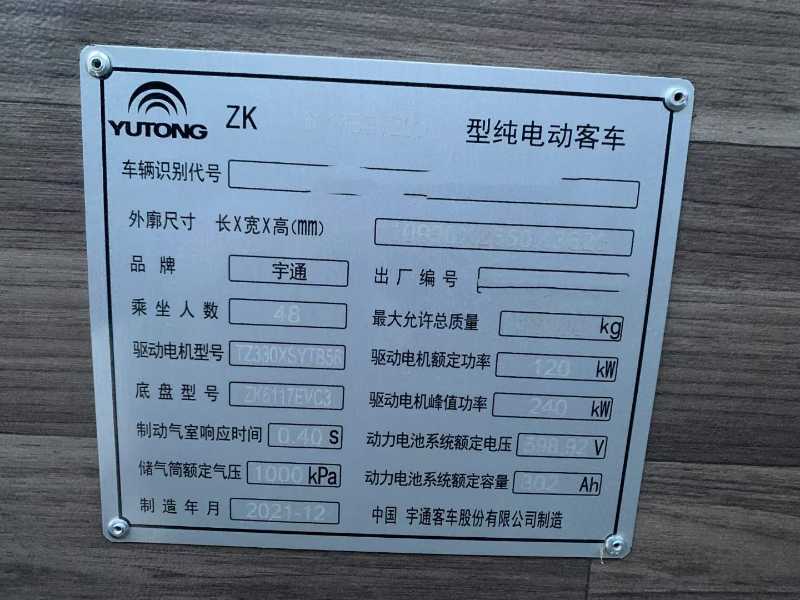 YUTONG ZK 型纯电动客车
车辆识别代号
外廓尺寸 长X宽X高(mm)
品牌 宇通 出厂编号
乘坐人数 48 最大允许总质量 kg
驱动电机型号 驱动电机额定功率 120 kW
底盘型号 ZK6117EVC3 驱动电机峰值功率 240 kW
制动气室响应时间 0.40 S 动力电池系统额定电压 V
储气筒额定气压 1000 kPa 动力电池系统额定容量 302 Ah
制造年月 2021-12 中国 宇通客车股份有限公司制造